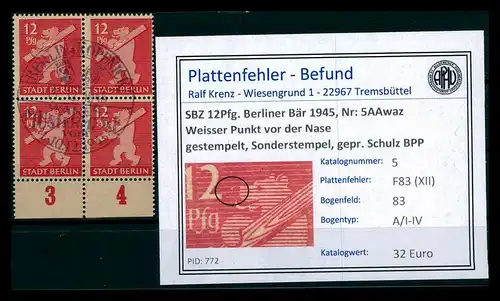 12 12
Pfg Pfg
STADT BERLIN STADT BERLIN
12 12
Pfg Pfg
STADT BERLIN STADT BERLIN
3 4
Plattenfehler - Befund
Ralf Krenz - Wiesengrund 1 - 22967 Tremsbüttel
SBZ 12Pfg. Berliner Bär 1945, Nr: 5AAwaz
Weisser Punkt vor der Nase
gestempelt, Sonderstempel, gepr. Schulz BPP
Katalognummer: 5
Plattenfehler: F83 (XII)
Bogenfeld: 83
Bogentyp: A/I-IV
Katalogwert: 32 Euro
12
Pfg
PID: 772